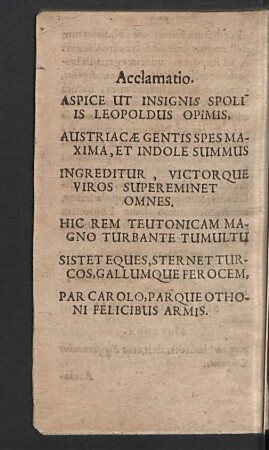 Acclamatio.
ASPICE UT INSIGNIS SPOLI-
IS LEOPOLDUS OPIMIS,
AUSTRIACÆ GENTIS SPES MA-
XIMA, ET INDOLE SUMMUS
INGREDITUR, VICTORQUE
VIROS SUPEREMINET
OMNES.
HIC REM TEUTONICAM MA-
GNO TURBANTE TUMULTU
SISTET EQUES, STERNET TUR-
COS, GALLUMQUE FEROCEM,
PAR CAROLO, PARQUE OTHO-
NI FELICIBUS ARMIS.